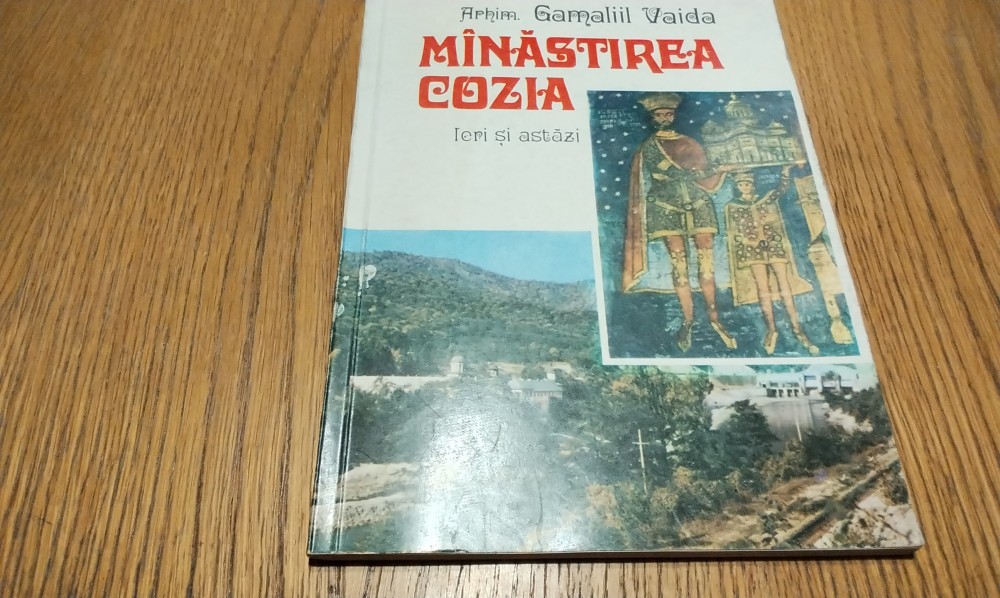 Arhim. Gamaliil Vaida
MÎNĂSTIREA
COZIA
Ieri și astăzi